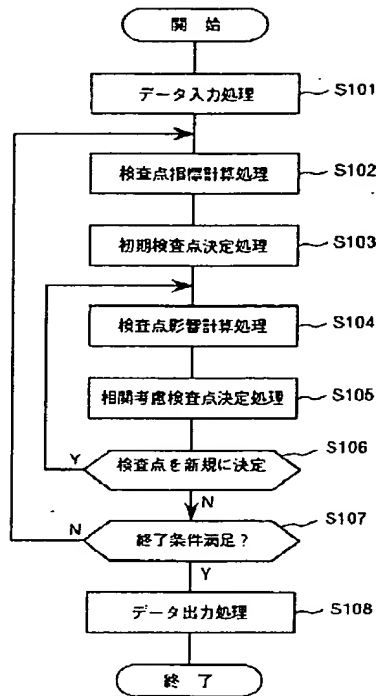 開 始
データ入力処理
S101
検査点指標計算処理
S102
初期検査点決定処理
S103
検査点影響計算処理
S104
相関考慮検査点決定処理
S105
検査点を新規に決定
S106
Y
N
終了条件満足？
S107
N
Y
データ出力処理
S108
終 了